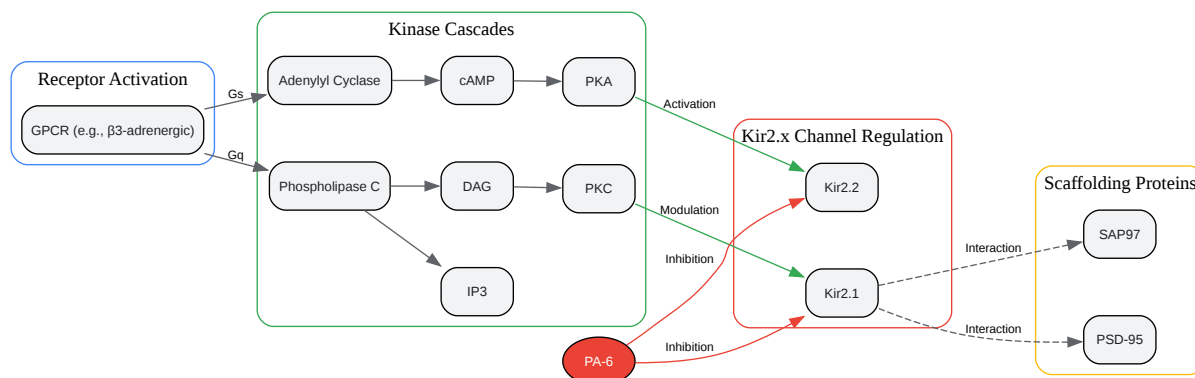 Kinase Cascades
Receptor Activation
Adenylyl Cyclase
cAMP
PKA
Gs
GPCR (e.g., β3-adrenergic)
Activation
Gq
Kir2.x Channel Regulation
Phospholipase C
DAG
PKC
Kir2.2
Scaffolding Proteins
Modulation
SAP97
Interaction
Inhibition
IP3
Kir2.1
Interaction
PSD-95
Inhibition
PA-6